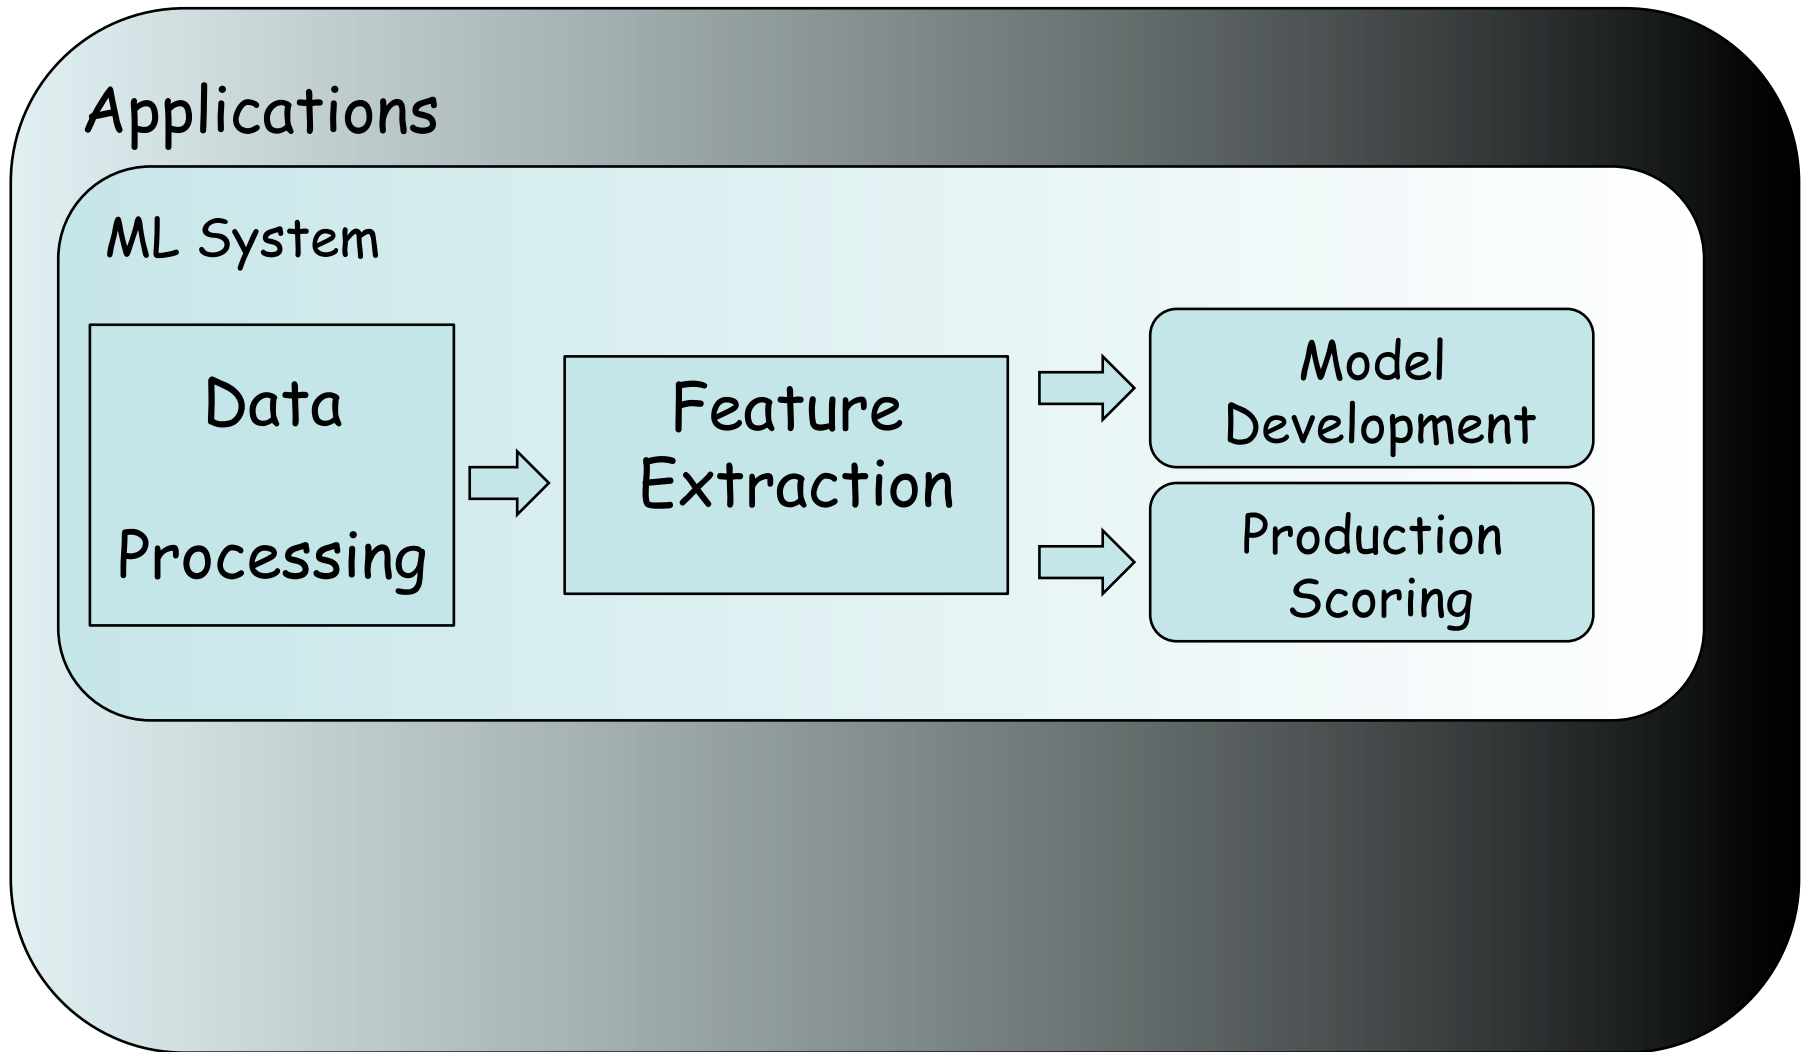 Applications
ML System
Data
Processing
Feature
Extraction
Model
Development
Production
Scoring